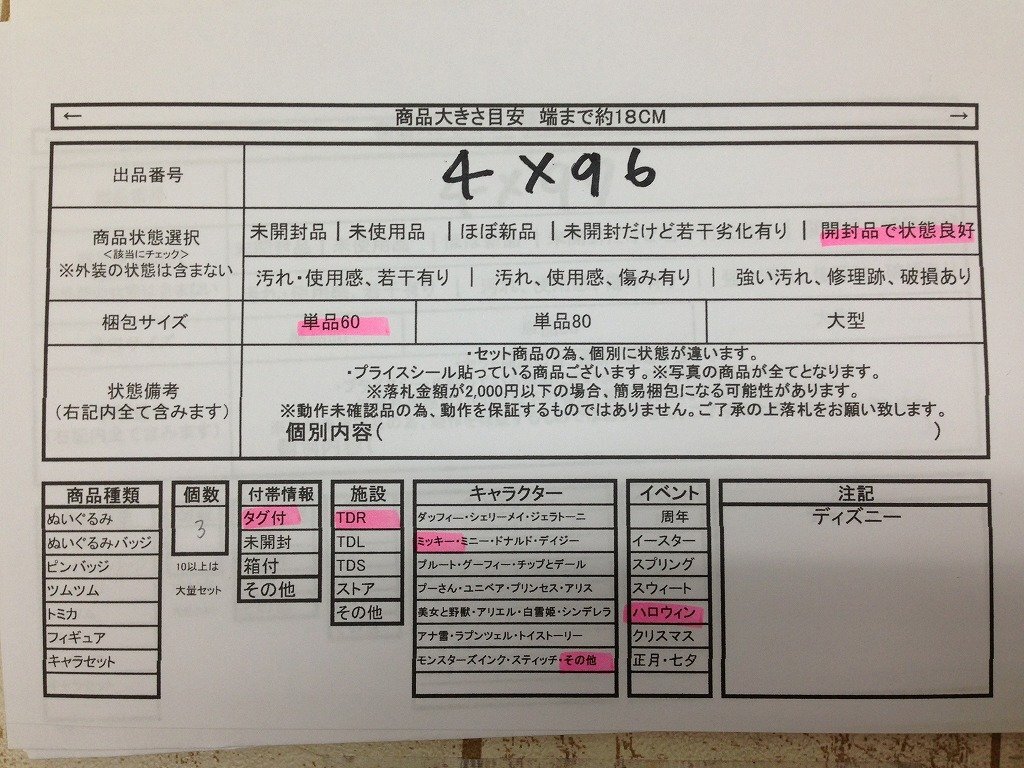 ← 商品大きさ目安 端まで約18CM →
出品番号 4×96
商品状態選択
<該当にチェック>
※外装の状態は含まない
未開封品 | 未使用品 | ほぼ新品 | 未開封だけど若干劣化有り | 開封品で状態良好
汚れ・使用感、若干有り | 汚れ、使用感、傷み有り | 強い汚れ、修理跡、破損あり
梱包サイズ 単品60 単品80 大型
状態備考
(右記内全て含みます)
・セット商品の為、個別に状態が違います。
・プライスシール貼っている商品ございます。※写真の商品が全てとなります。
※落札金額が2,000円以下の場合、簡易梱包になる可能性があります。
※動作未確認品の為、動作を保証するものではありません。ご了承の上落札をお願い致します。
個別内容( )
商品種類
ぬいぐるみ
ぬいぐるみバッジ
ピンバッジ
ツムツム
トミカ
フィギュア
キャラセット
個数
3
10以上は
大量セット
付帯情報
タグ付
未開封
箱付
その他
施設
TDR
TDL
TDS
ストア
その他
キャラクター
ダッフィー・シェリーメイ・ジェラトーニ
ミッキー・ミニー・ドナルド・デイジー
プルート・グーフィー・チップとデール
プーさん・ユニベア・プリンセス・アリス
美女と野獣・アリエル・白雪姫・シンデレラ
アナ雪・ラプンツェル・トイストーリー
モンスターズインク・スティッチ・その他
イベント
周年
イースター
スプリング
スウィート
ハロウィン
クリスマス
正月・七夕
注記
ディズニー